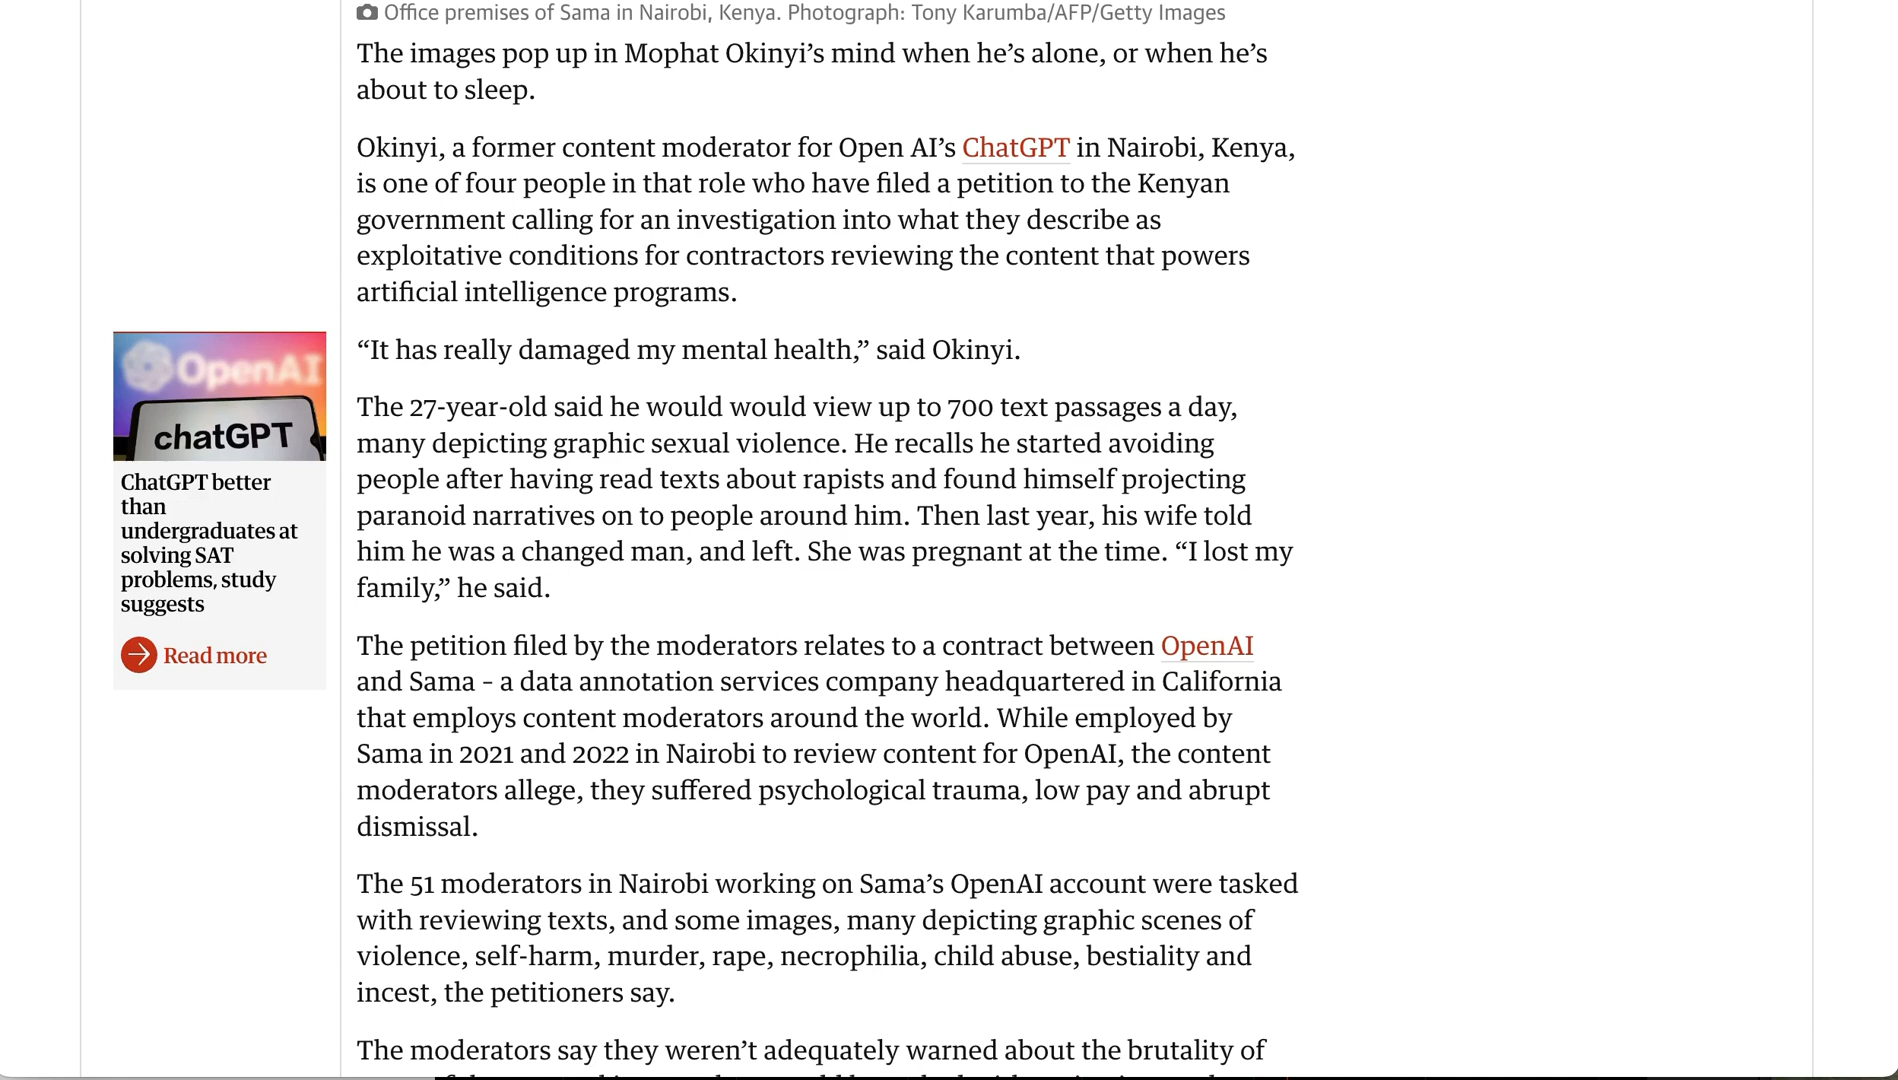 Office premises of Sama in Nairobi, Kenya. Photograph: Tony Karumba/AFP/Getty Images
The images pop up in Mophat Okinyi’s mind when he’s alone, or when he’s
about to sleep.
Okinyi, a former content moderator for Open AI’s ChatGPT in Nairobi, Kenya,
is one of four people in that role who have filed a petition to the Kenyan
government calling for an investigation into what they describe as
exploitative conditions for contractors reviewing the content that powers
artificial intelligence programs.
“It has really damaged my mental health,” said Okinyi.
The 27-year-old said he would would view up to 700 text passages a day,
many depicting graphic sexual violence. He recalls he started avoiding
people after having read texts about rapists and found himself projecting
paranoid narratives on to people around him. Then last year, his wife told
him he was a changed man, and left. She was pregnant at the time. “I lost my
family,” he said.
The petition filed by the moderators relates to a contract between OpenAI
and Sama – a data annotation services company headquartered in California
that employs content moderators around the world. While employed by
Sama in 2021 and 2022 in Nairobi to review content for OpenAI, the content
moderators allege, they suffered psychological trauma, low pay and abrupt
dismissal.
The 51 moderators in Nairobi working on Sama’s OpenAI account were tasked
with reviewing texts, and some images, many depicting graphic scenes of
violence, self-harm, murder, rape, necrophilia, child abuse, bestiality and
incest, the petitioners say.
The moderators say they weren’t adequately warned about the brutality of
OpenAI
chatGPT
ChatGPT better
than
undergraduates at
solving SAT
problems, study
suggests
Read more